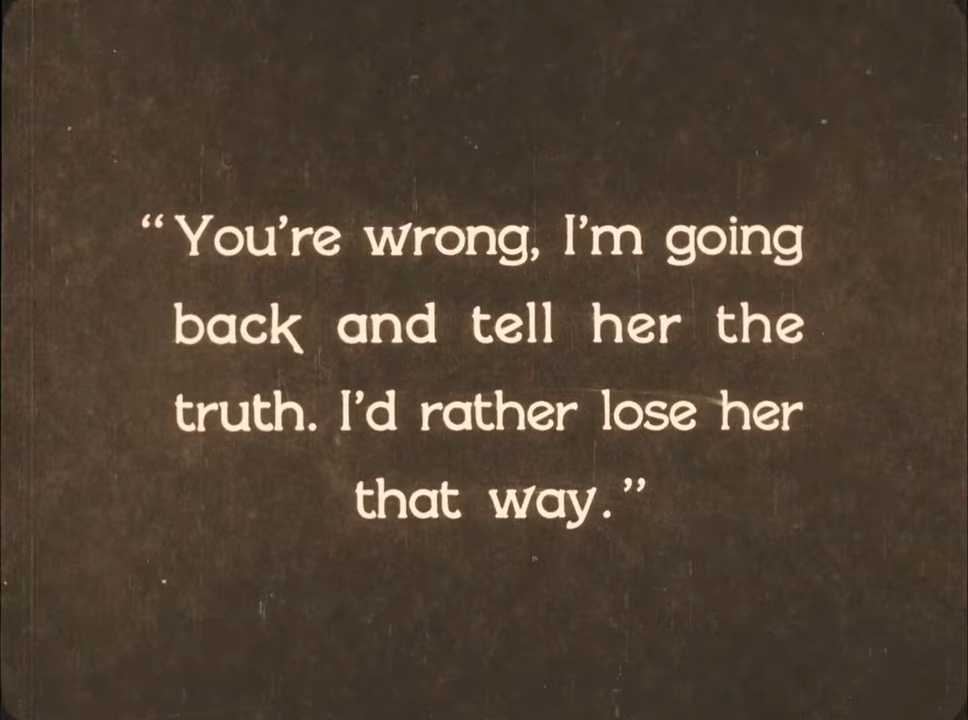 “You’re wrong, I’m going
back and tell her the
truth. I’d rather lose her
that way.”